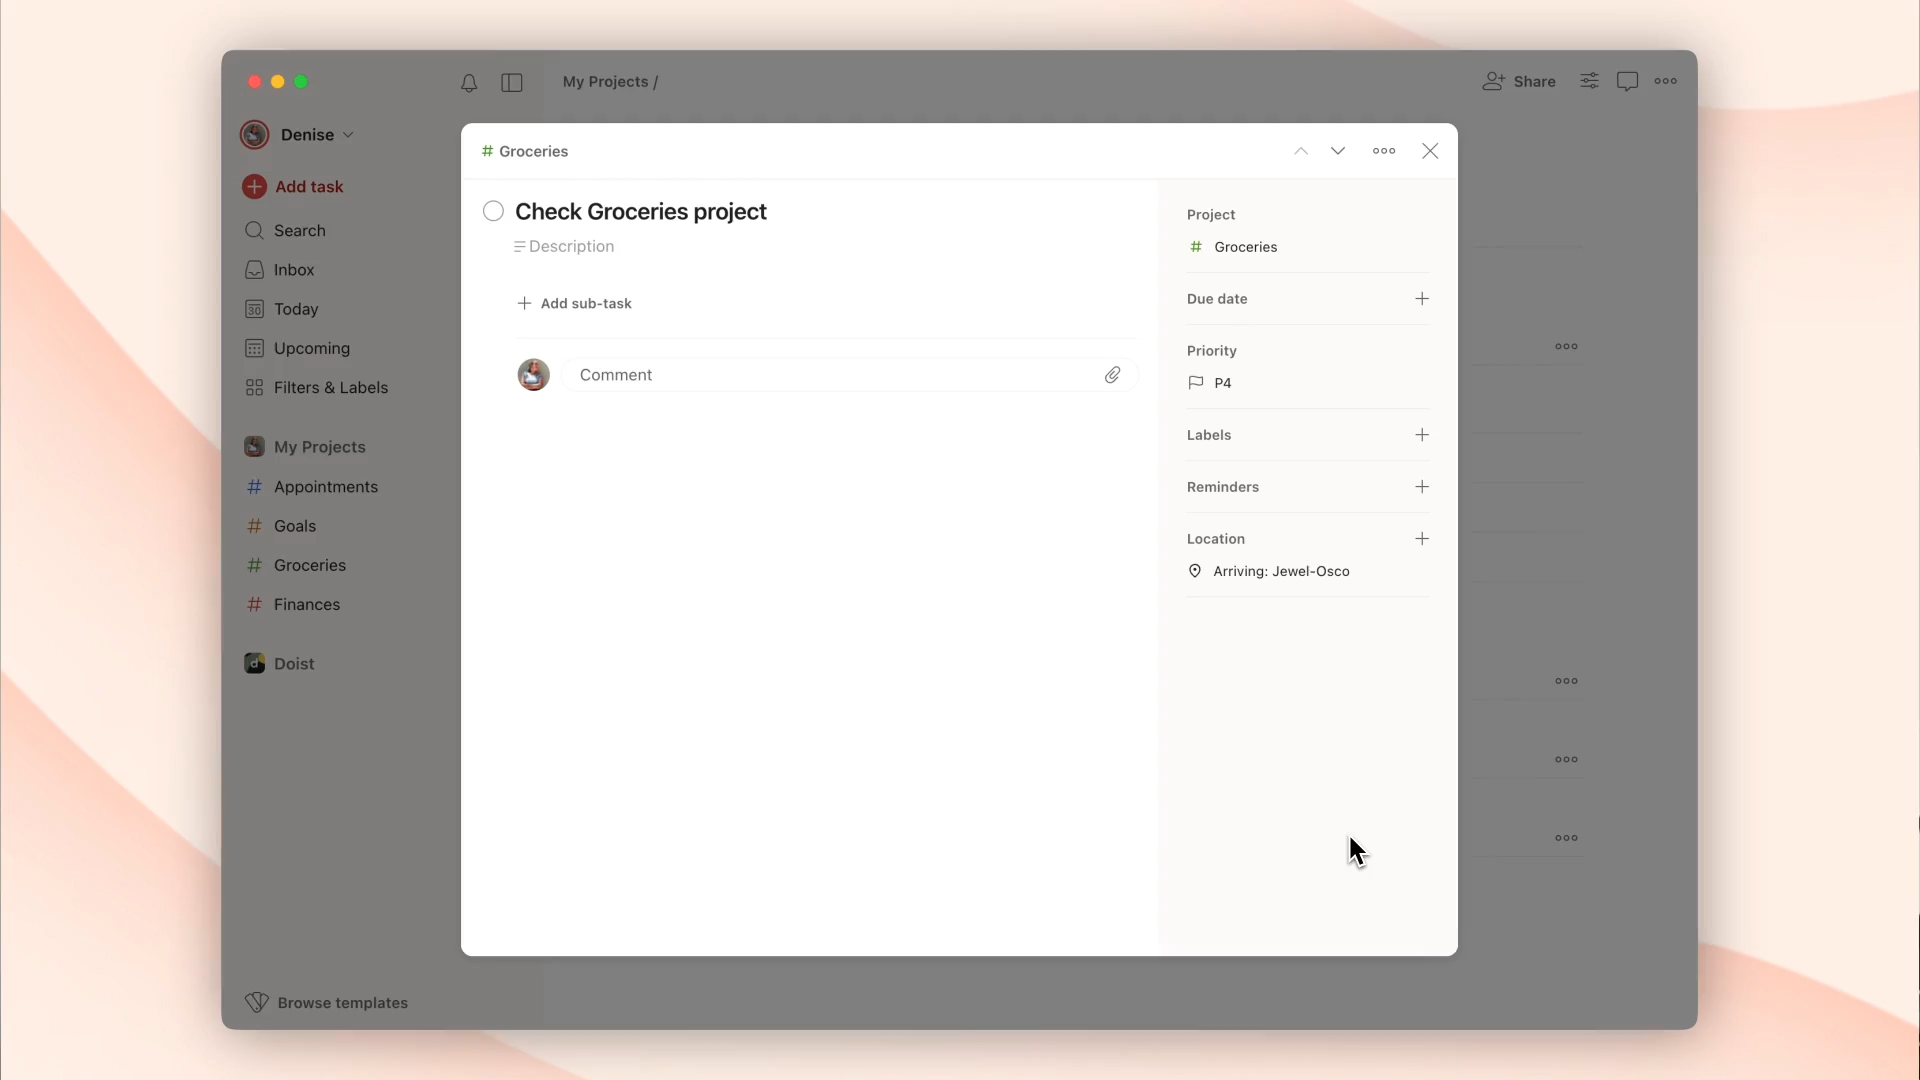 My Projects /
Share
Denise
Add task
Search
Inbox
30
Today
Upcoming
Filters & Labels
My Projects
# Appointments
# Goals
# Groceries
# Finances
d
Doist
Browse templates
# Groceries
Check Groceries project
Description
+ Add sub-task
Comment
Project
# Groceries
Due date +
Priority
P4
Labels +
Reminders +
Location +
Arriving: Jewel-Osco